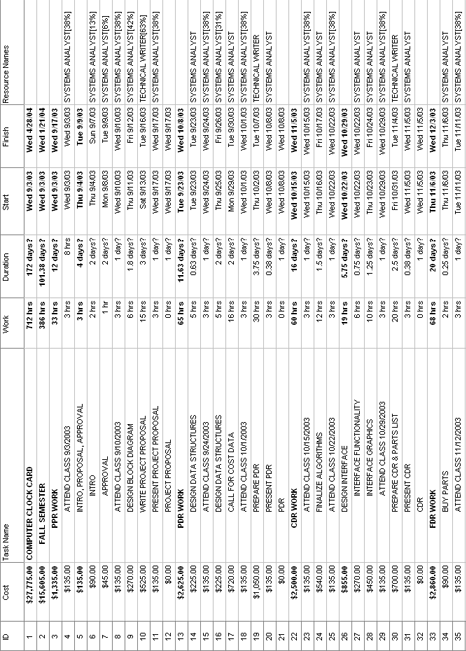 ID Cost Task Name Work Duration Start Finish Resource Names
1 $27,775.00 COMPUTER CLOCK CARD 712 hrs 172 days? Wed 9/3/03 Wed 4/28/04
2 $15,605.00 FALL SEMESTER 386 hrs 101.38 days? Wed 9/3/03 Wed 1/21/04
3 $1,335.00 PPR WORK 33 hrs 12 days? Wed 9/3/03 Wed 9/17/03
4 $135.00 ATTEND CLASS 9/3/2003 3 hrs 8 hrs Wed 9/3/03 Wed 9/3/03 SYSTEMS ANALYST[38%]
5 $135.00 INTRO, PROPOSAL, APPROVAL 3 hrs 4 days? Thu 9/4/03 Tue 9/9/03
6 $90.00 INTRO 2 hrs 2 days? Thu 9/4/03 Sun 9/7/03 SYSTEMS ANALYST[13%]
7 $45.00 APPROVAL 1 hr 2 days? Mon 9/8/03 Tue 9/9/03 SYSTEMS ANALYST[6%]
8 $135.00 ATTEND CLASS 9/10/2003 3 hrs 1 day? Wed 9/10/03 Wed 9/10/03 SYSTEMS ANALYST[38%]
9 $270.00 DESIGN BLOCK DIAGRAM 6 hrs 1.8 days? Thu 9/11/03 Fri 9/12/03 SYSTEMS ANALYST[42%]
10 $525.00 WRITE PROJECT PROPOSAL 15 hrs 3 days? Sat 9/13/03 Tue 9/16/03 TECHNICAL WRITER[63%]
11 $135.00 PRESENT PROJECT PROPOSAL 3 hrs 1 day? Wed 9/17/03 Wed 9/17/03 SYSTEMS ANALYST[38%]
12 $0.00 PROJECT PROPOSAL 0 hrs 1 day? Wed 9/17/03 Wed 9/17/03
13 $2,625.00 PDR WORK 65 hrs 11.63 days? Tue 9/23/03 Wed 10/8/03
14 $225.00 DESIGN DATA STRUCTURES 5 hrs 0.63 days? Tue 9/23/03 Tue 9/23/03 SYSTEMS ANALYST
15 $135.00 ATTEND CLASS 9/24/2003 3 hrs 1 day? Wed 9/24/03 Wed 9/24/03 SYSTEMS ANALYST[38%]
16 $225.00 DESIGN DATA STRUCTURES 5 hrs 2 days? Thu 9/25/03 Fri 9/26/03 SYSTEMS ANALYST[31%]
17 $720.00 CALL FOR COST DATA 16 hrs 2 days? Mon 9/29/03 Tue 9/30/03 SYSTEMS ANALYST
18 $135.00 ATTEND CLASS 10/1/2003 3 hrs 1 day? Wed 10/1/03 Wed 10/1/03 SYSTEMS ANALYST[38%]
19 $1,050.00 PREPARE PDR 30 hrs 3.75 days? Thu 10/2/03 Tue 10/7/03 TECHNICAL WRITER
20 $135.00 PRESENT PDR 3 hrs 0.38 days? Wed 10/8/03 Wed 10/8/03 SYSTEMS ANALYST
21 $0.00 PDR 0 hrs 1 day? Wed 10/8/03 Wed 10/8/03
22 $2,500.00 CDR WORK 60 hrs 16 days? Wed 10/15/03 Wed 11/5/03
23 $135.00 ATTEND CLASS 10/15/2003 3 hrs 1 day? Wed 10/15/03 Wed 10/15/03 SYSTEMS ANALYST[38%]
24 $540.00 FINALIZE ALGORITHMS 12 hrs 1.5 days? Thu 10/16/03 Fri 10/17/03 SYSTEMS ANALYST
25 $135.00 ATTEND CLASS 10/22/2003 3 hrs 1 day? Wed 10/22/03 Wed 10/22/03 SYSTEMS ANALYST[38%]
26 $855.00 DESIGN INTERFACE 19 hrs 5.75 days? Wed 10/22/03 Wed 10/29/03
27 $270.00 INTERFACE FUNCTIONALITY 6 hrs 0.75 days? Wed 10/22/03 Wed 10/22/03 SYSTEMS ANALYST
28 $450.00 INTERFACE GRAPHICS 10 hrs 1.25 days? Thu 10/23/03 Fri 10/24/03 SYSTEMS ANALYST
29 $135.00 ATTEND CLASS 10/29/2003 3 hrs 1 day? Wed 10/29/03 Wed 10/29/03 SYSTEMS ANALYST[38%]
30 $700.00 PREPARE CDR & PARTS LIST 20 hrs 2.5 days? Fri 10/31/03 Tue 11/4/03 TECHNICAL WRITER
31 $135.00 PRESENT CDR 3 hrs 0.38 days? Wed 11/5/03 Wed 11/5/03 SYSTEMS ANALYST
32 $0.00 CDR 0 hrs 1 day? Wed 11/5/03 Wed 11/5/03
33 $2,860.00 FDR WORK 68 hrs 20 days? Thu 11/6/03 Wed 12/3/03
34 $90.00 BUY PARTS 2 hrs 0.25 days? Thu 11/6/03 Thu 11/6/03 SYSTEMS ANALYST
35 $135.00 ATTEND CLASS 11/12/2003 3 hrs 1 day? Tue 11/11/03 Tue 11/11/03 SYSTEMS ANALYST[38%]